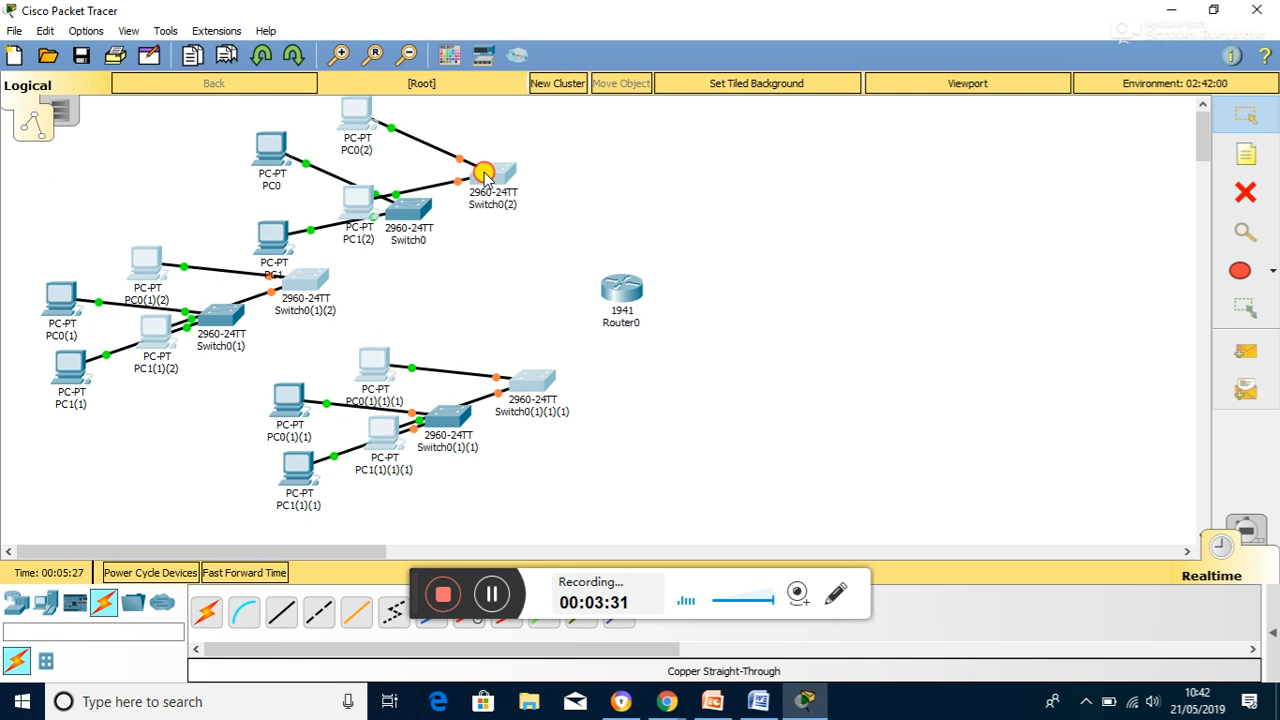 Cisco Packet Tracer
File Edit Options View Tools Extensions Help
Apowersoft
Screen Recorder
Logical Back [Root] New Cluster Move Object Set Tiled Background Viewport Environment: 02:42:00
PC-PT
PC0(2)
PC-PT
PC0
2960-24TT
Switch0(2)
PC-PT
PC1(2)
2960-24TT
Switch0
PC-PT
PC1
PC-PT
PC0(1)(2)
2960-24TT
Switch0(1)(2)
PC-PT
PC0(1)
2960-24TT
Switch0(1)
PC-PT
PC1(1)(2)
PC-PT
PC1(1)
1941
Router0
PC-PT
PC0(1)(1)(1)
2960-24TT
Switch0(1)(1)(1)
PC-PT
PC0(1)(1)
2960-24TT
Switch0(1)(1)
PC-PT
PC1(1)(1)(1)
PC-PT
PC1(1)(1)
Time: 00:05:27 Power Cycle Devices Fast Forward Time Realtime
Recording...
00:03:31
Copper Straight-Through
Type here to search
10:42
21/05/2019